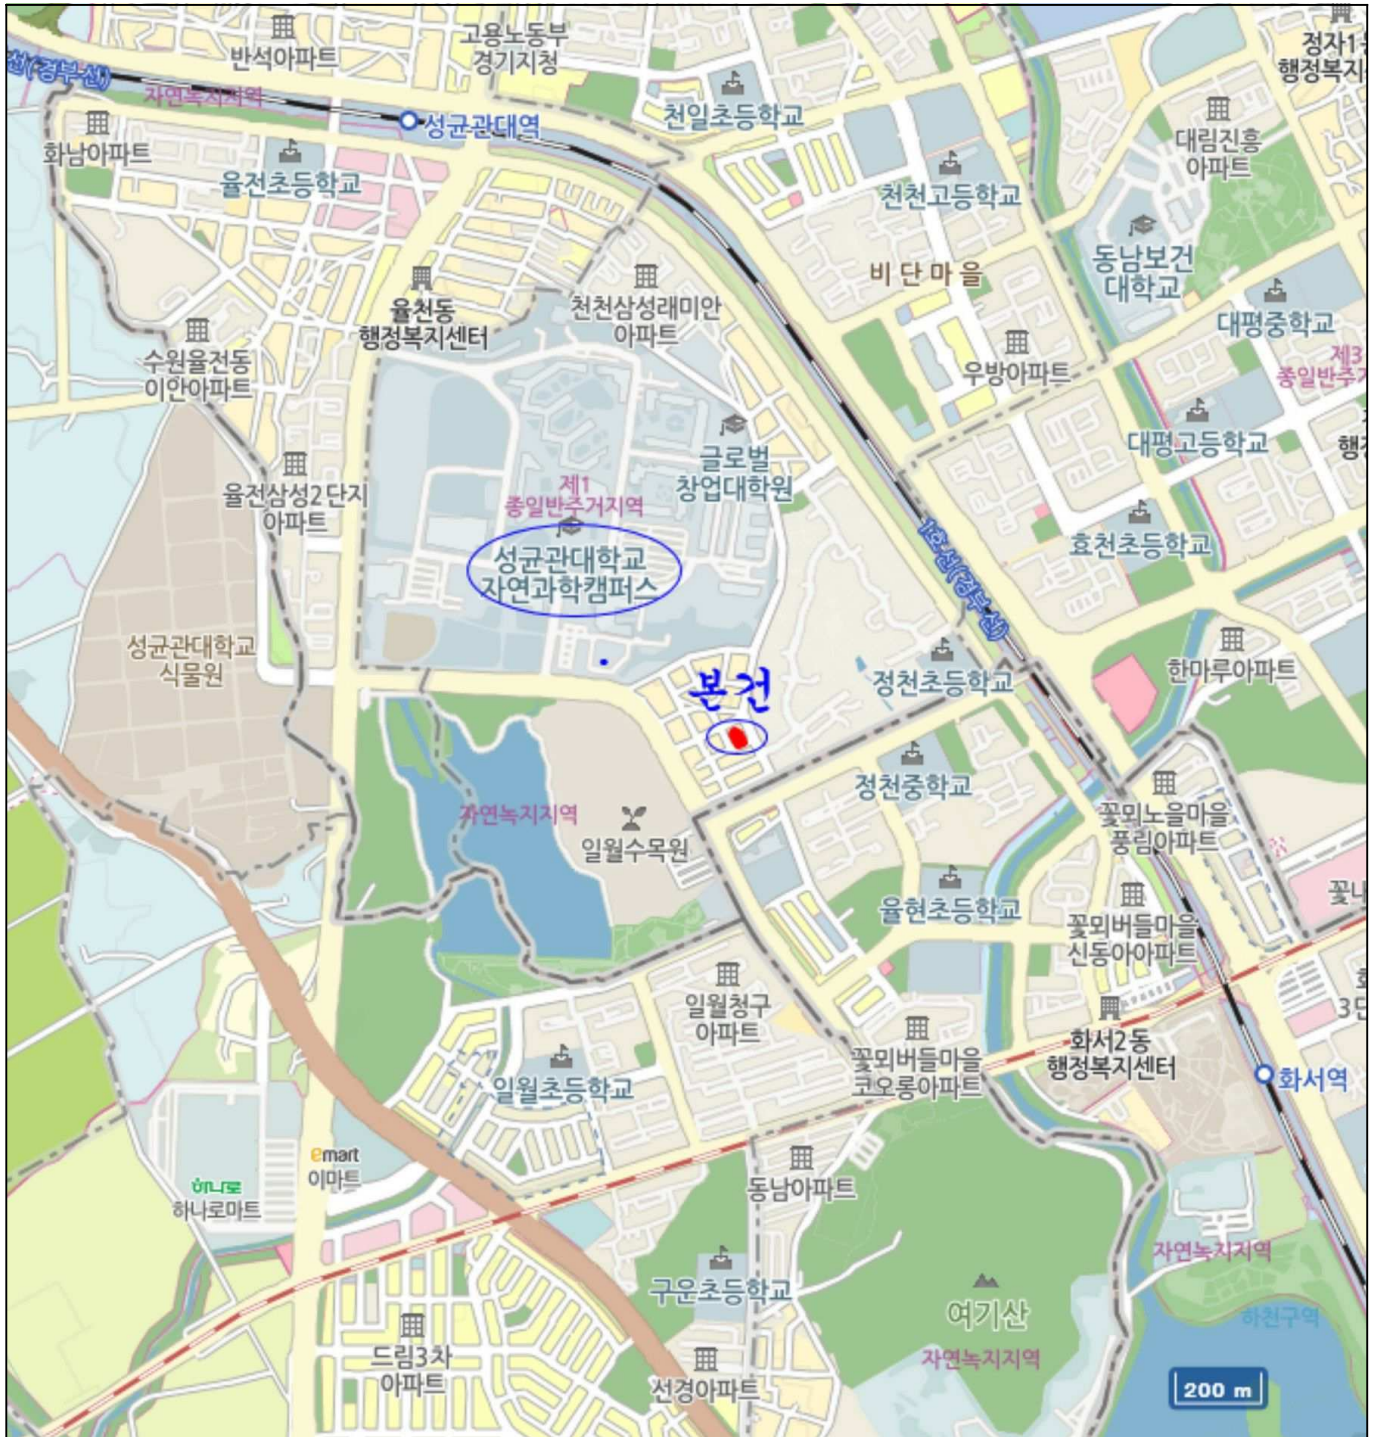 반석아파트
고용노동부
경기지청
정자1
행정복지
선(경부선)
자연녹지지역
성균관대역
천일초등학교
화남아파트
율전초등학교
대림진흥
아파트
천천고등학교
비단마을
동남보건
대학교
율천동
행정복지센터
천천삼성래미안
아파트
대평중학교
수원율전동
이안아파트
우방아파트
제3
종일반주거
대평고등학교
행정
글로벌
창업대학원
율전삼성2단지
아파트
제1
종일반주거지역
성균관대학교
자연과학캠퍼스
1호선(경부선)
효천초등학교
성균관대학교
식물원
본건
정천초등학교
한마루아파트
정천중학교
자연녹지지역
일월수목원
꽃뫼노을마을
풍림아파트
율현초등학교
꽃뫼버들마을
신동아아파트
일월청구
아파트
꽃뫼버들마을
코오롱아파트
화서2동
행정복지센터
3단
화서역
일월초등학교
emart
이마트
하나로
하나로마트
동남아파트
구운초등학교
자연녹지지역
여기산
자연녹지지역
하천구역
드림3차
아파트
선경아파트
200 m